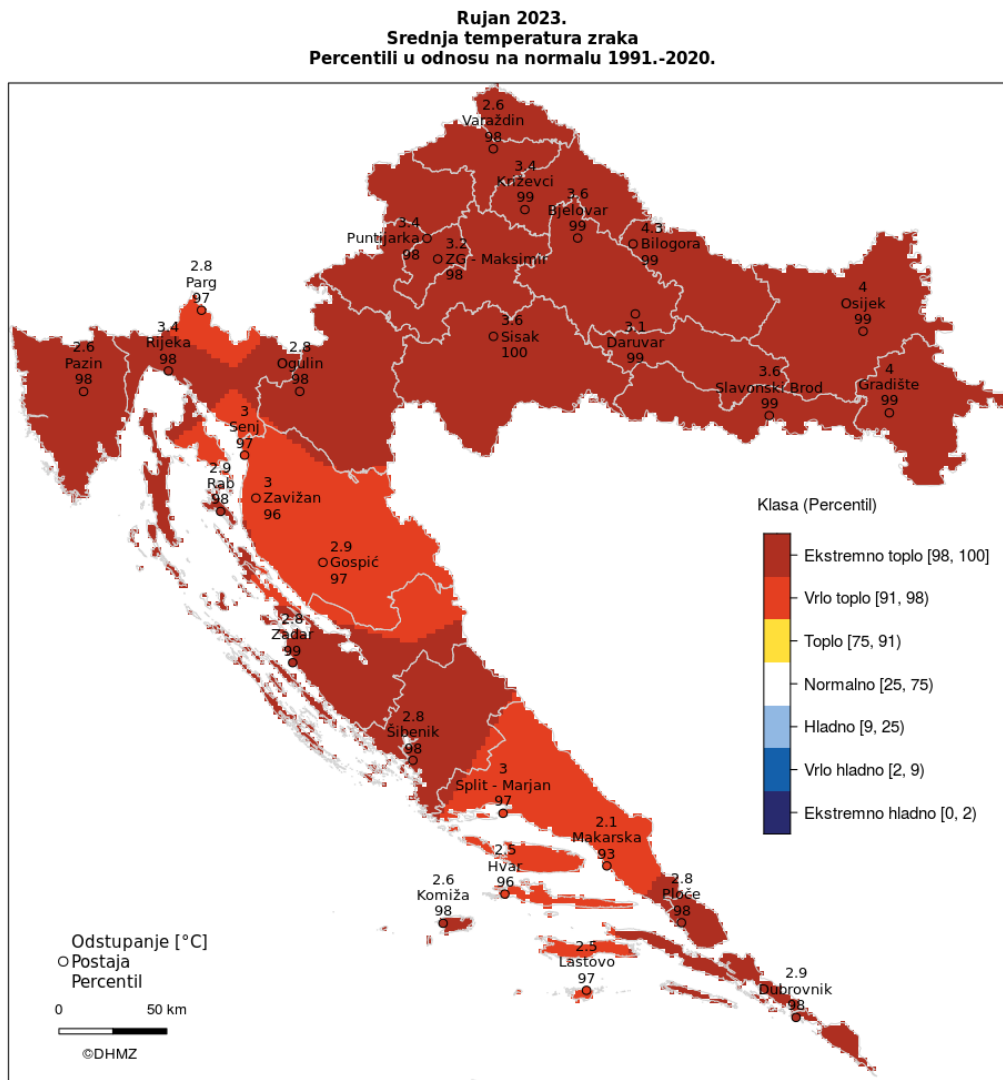 Rujan 2023.
Srednja temperatura zraka
Percentili u odnosu na normalu 1991.-2020.
2.6
Varaždin
98
3.4
Križevci
99
3.6
Bjelovar
99
4.3
Bilogora
99
3.4
Puntijarka
98
3.2
ZG - Maksimir
98
2.8
Parg
97
4
Osijek
99
3.4
Rijeka
98
3.6
Sisak
100
3.1
Daruvar
99
2.6
Pazin
98
2.8
Ogulin
98
3.6
Slavonski Brod
99
4
Gradište
99
3
Senj
97
2.9
Rab
98
3
Zavižan
96
2.9
Gospić
97
2.8
Zadar
99
2.8
Šibenik
98
3
Split - Marjan
97
2.1
Makarska
93
2.5
Hvar
96
2.6
Komiža
98
2.8
Ploče
98
2.5
Lastovo
97
2.9
Dubrovnik
98
Klasa (Percentil)
Ekstremno toplo [98, 100]
Vrlo toplo [91, 98)
Toplo [75, 91)
Normalno [25, 75)
Hladno [9, 25)
Vrlo hladno [2, 9)
Ekstremno hladno [0, 2)
Odstupanje [°C]
Postaja
Percentil
0 50 km
©DHMZ